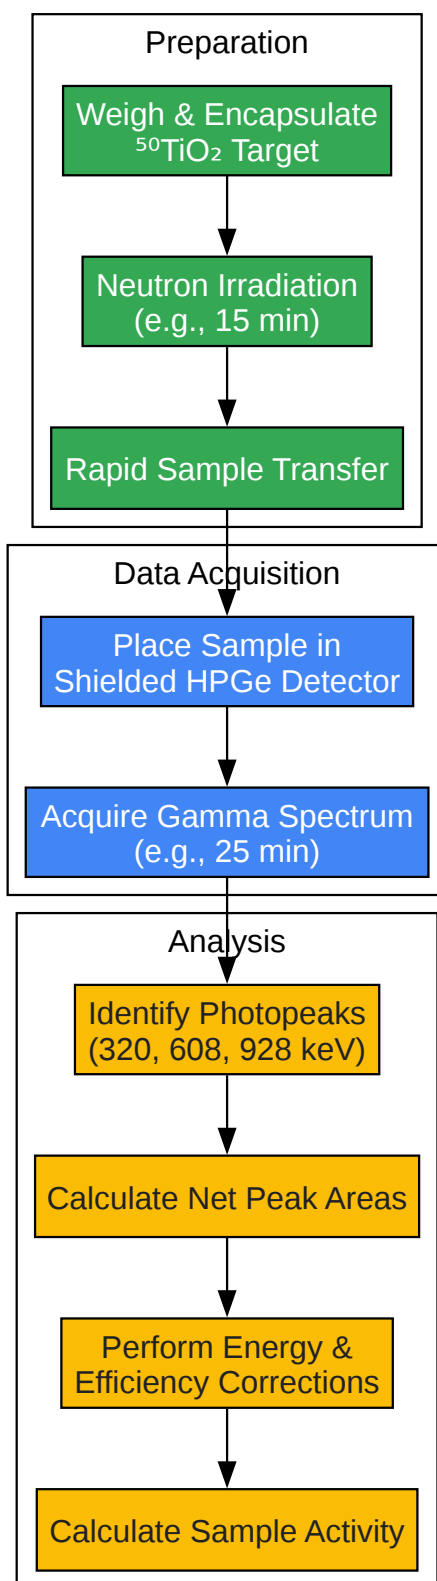 Preparation
Weigh & Encapsulate
⁵⁰TiO₂ Target
Neutron Irradiation
(e.g., 15 min)
Rapid Sample Transfer
Data Acquisition
Place Sample in
Shielded HPGe Detector
Acquire Gamma Spectrum
(e.g., 25 min)
Analysis
Identify Photopeaks
(320, 608, 928 keV)
Calculate Net Peak Areas
Perform Energy &
Efficiency Corrections
Calculate Sample Activity